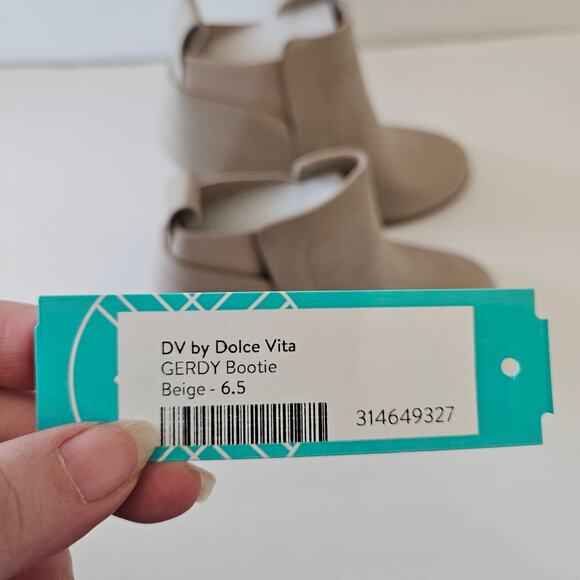 DV by Dolce Vita
GERDY Bootie
Beige - 6.5
314649327